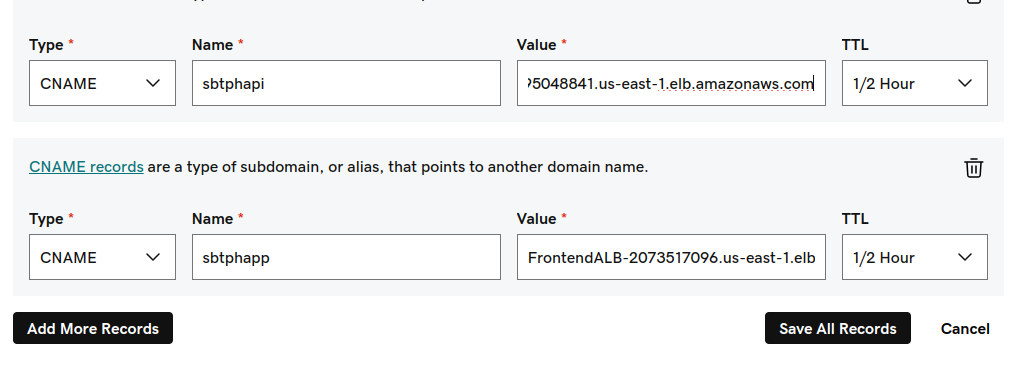 Type * Name * Value * TTL
CNAME sbtphapi 95048841.us-east-1.elb.amazonaws.com 1/2 Hour
CNAME records are a type of subdomain, or alias, that points to another domain name.
Type * Name * Value * TTL
CNAME sbtphapp FrontendALB-2073517096.us-east-1.elb 1/2 Hour
Add More Records Save All Records Cancel